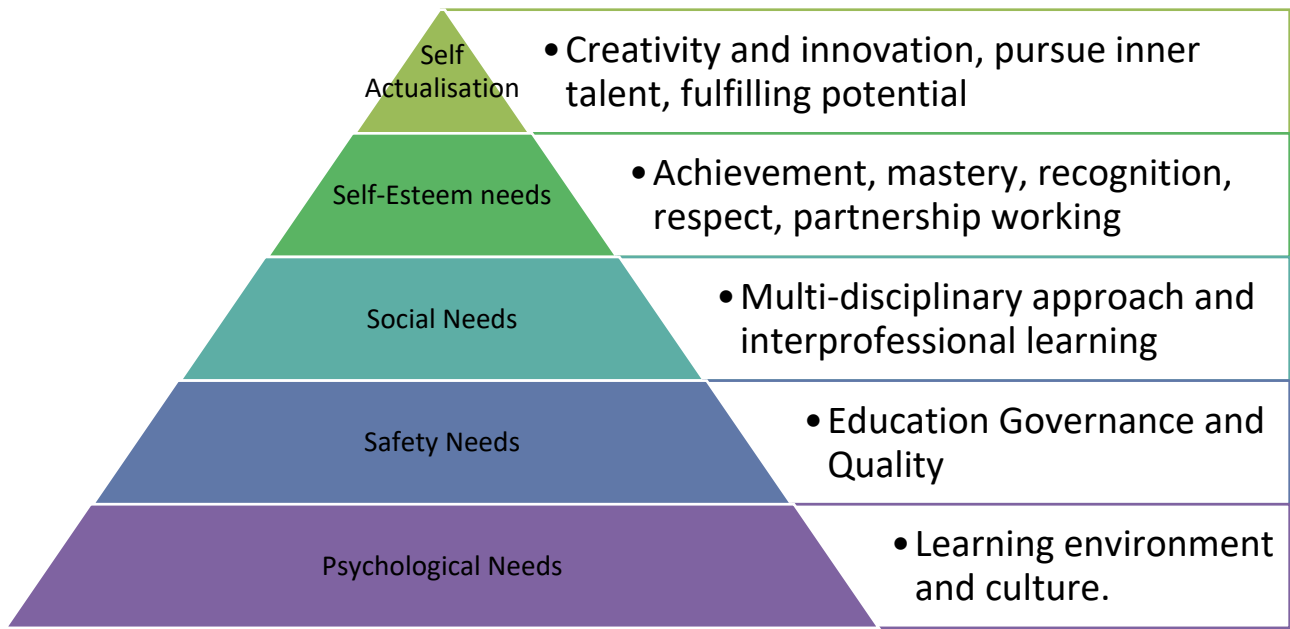 Self
Actualisation
• Creativity and innovation, pursue inner
talent, fulfilling potential
Self-Esteem needs
• Achievement, mastery, recognition,
respect, partnership working
Social Needs
• Multi-disciplinary approach and
interprofessional learning
Safety Needs
• Education Governance and
Quality
Psychological Needs
• Learning environment
and culture.